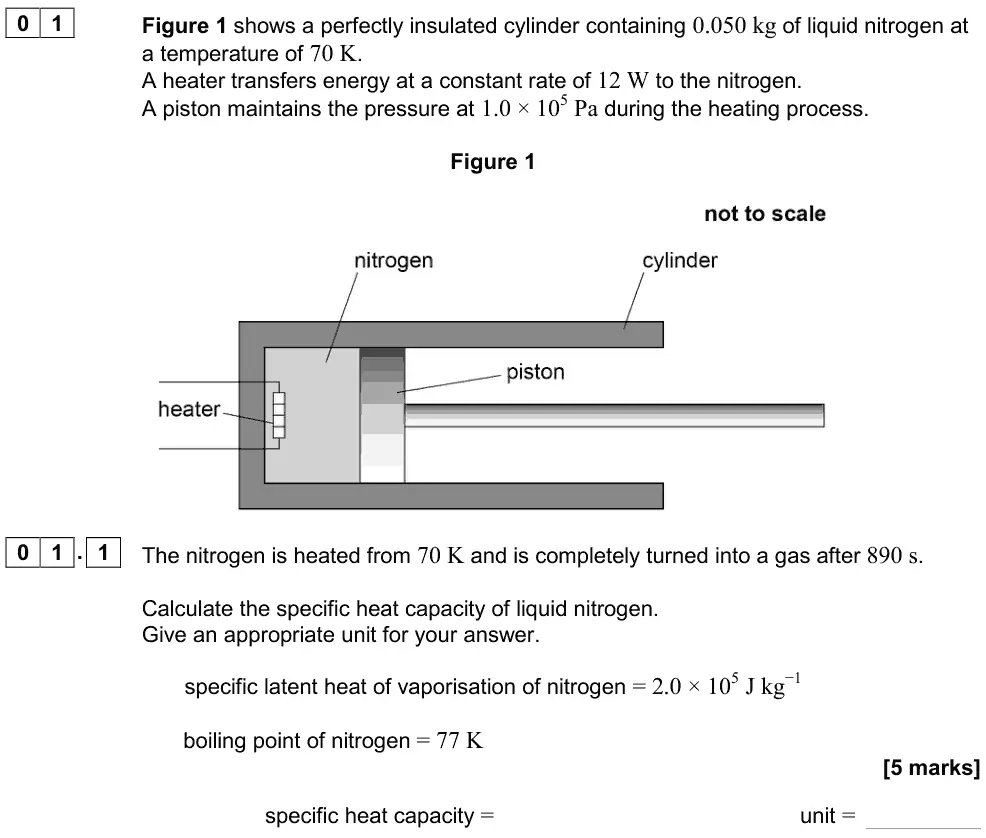 0 1 Figure 1 shows a perfectly insulated cylinder containing 0.050 kg of liquid nitrogen at
a temperature of 70 K.
A heater transfers energy at a constant rate of 12 W to the nitrogen.
A piston maintains the pressure at 1.0 × 10⁵ Pa during the heating process.
Figure 1
not to scale
nitrogen
cylinder
piston
heater
0 1 . 1 The nitrogen is heated from 70 K and is completely turned into a gas after 890 s.
Calculate the specific heat capacity of liquid nitrogen.
Give an appropriate unit for your answer.
specific latent heat of vaporisation of nitrogen = 2.0 × 10⁵ J kg⁻¹
boiling point of nitrogen = 77 K
[5 marks]
specific heat capacity = unit =